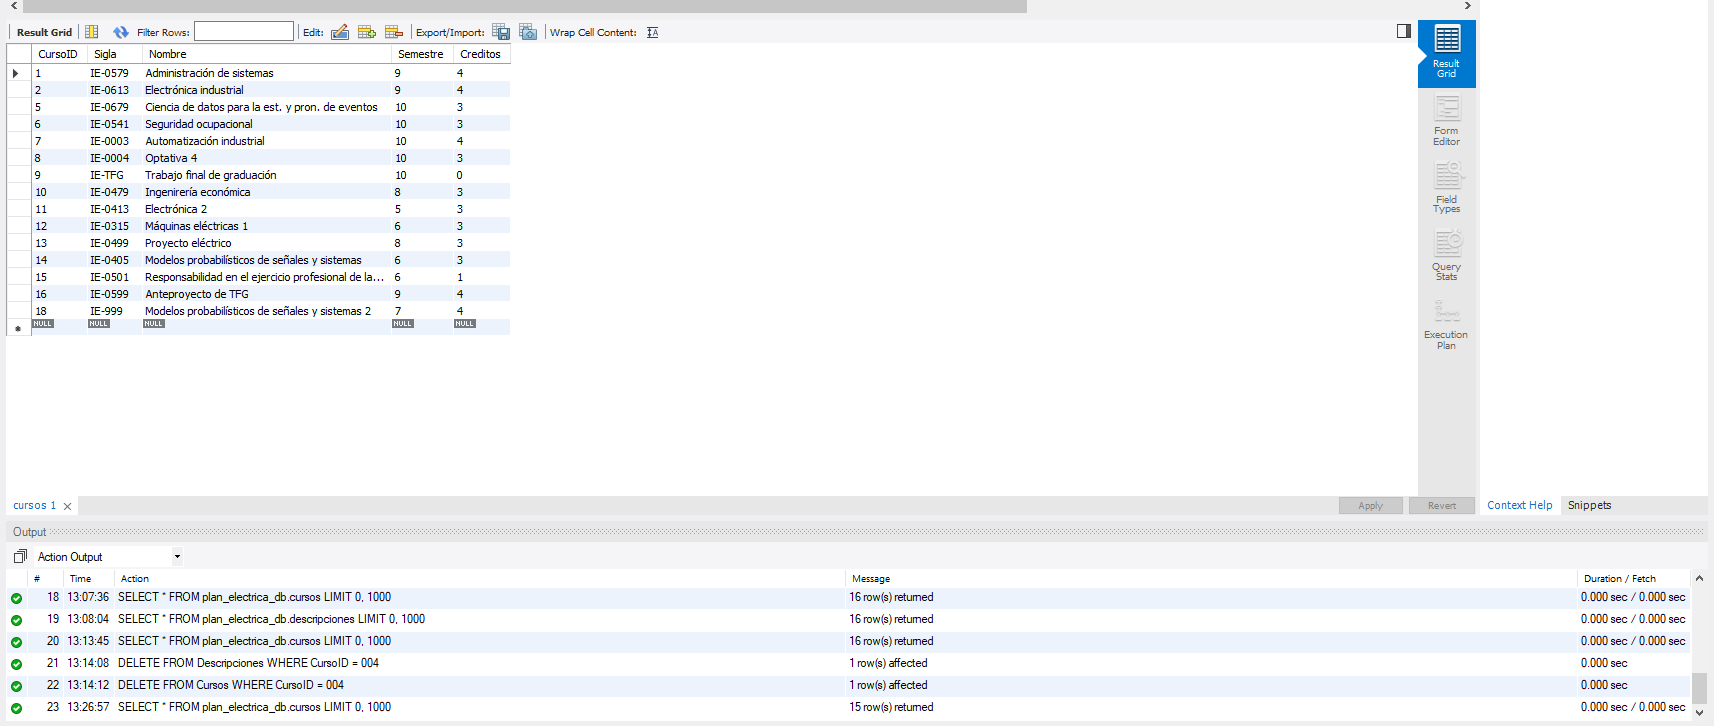 Result Grid Filter Rows: Edit: Export/Import: Wrap Cell Content:
CursoID Sigla Nombre Semestre Creditos
1 IE-0579 Administración de sistemas 9 4
2 IE-0613 Electrónica industrial 9 4
5 IE-0679 Ciencia de datos para la est. y pron. de eventos 10 3
6 IE-0541 Seguridad ocupacional 10 3
7 IE-0003 Automatización industrial 10 4
8 IE-0004 Optativa 4 10 3
9 IE-TFG Trabajo final de graduación 10 0
10 IE-0479 Ingenirería económica 8 3
11 IE-0413 Electrónica 2 5 3
12 IE-0315 Máquinas eléctricas 1 6 3
13 IE-0499 Proyecto eléctrico 8 3
14 IE-0405 Modelos probabilísticos de señales y sistemas 6 3
15 IE-0501 Responsabilidad en el ejercicio profesional de la... 6 1
16 IE-0599 Anteproyecto de TFG 9 4
18 IE-999 Modelos probabilísticos de señales y sistemas 2 7 4
NULL NULL NULL NULL NULL
Result
Grid
Form
Editor
Field
Types
Query
Stats
Execution
Plan
cursos 1 Apply Revert Context Help Snippets
Output
Action Output
# Time Action Message Duration / Fetch
18 13:07:36 SELECT * FROM plan_electrica_db.cursos LIMIT 0, 1000 16 row(s) returned 0.000 sec / 0.000 sec
19 13:08:04 SELECT * FROM plan_electrica_db.descripciones LIMIT 0, 1000 16 row(s) returned 0.000 sec / 0.000 sec
20 13:13:45 SELECT * FROM plan_electrica_db.cursos LIMIT 0, 1000 16 row(s) returned 0.000 sec / 0.000 sec
21 13:14:08 DELETE FROM Descripciones WHERE CursoID = 004 1 row(s) affected 0.000 sec
22 13:14:12 DELETE FROM Cursos WHERE CursoID = 004 1 row(s) affected 0.000 sec
23 13:26:57 SELECT * FROM plan_electrica_db.cursos LIMIT 0, 1000 15 row(s) returned 0.000 sec / 0.000 sec